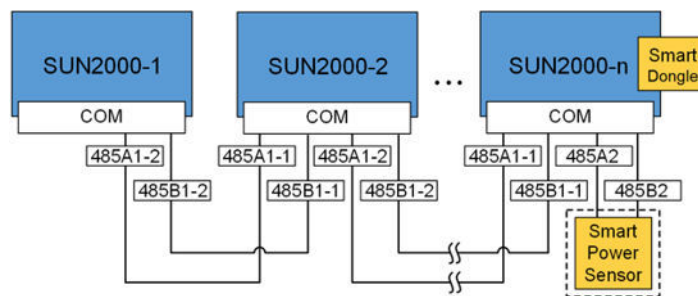 SUN2000-1
SUN2000-2
...
SUN2000-n
Smart
Dongle
COM
COM
COM
485A1-2
485A1-1
485A1-2
485A1-1
485A2
485B1-2
485B1-1
485B1-2
485B1-1
485B2
Smart
Power
Sensor